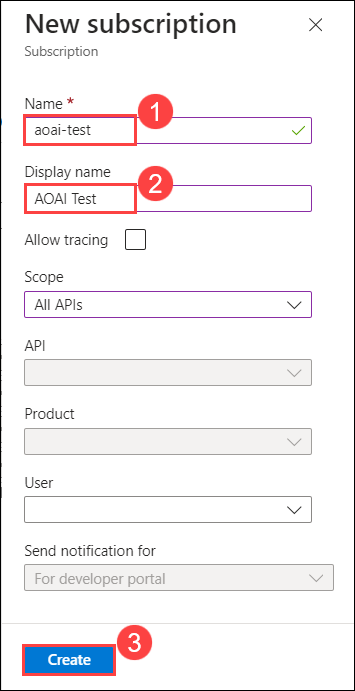 New subscription
Subscription
Name *
1
aoai-test
Display name
2
AOAI Test
Allow tracing
Scope
All APIs
API
Product
User
Send notification for
For developer portal
3
Create